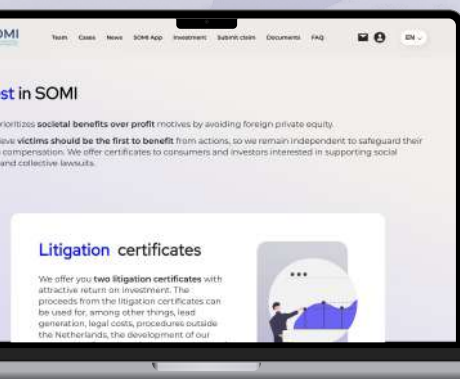 OMI Team Cases News SOMI App Investment Submit claim Documents FAQ EN
st in SOMI
rioritizes societal benefits over profit motives by avoiding foreign private equity.
eve victims should be the first to benefit from actions, so we remain independent to safeguard their
compensation. We offer certificates to consumers and investors interested in supporting social
and collective lawsuits.
Litigation certificates
We offer you two litigation certificates with
attractive return on investment. The
proceeds from the litigation certificates can
be used for, among other things, lead
generation, legal costs, procedures outside
the Netherlands, the development of our